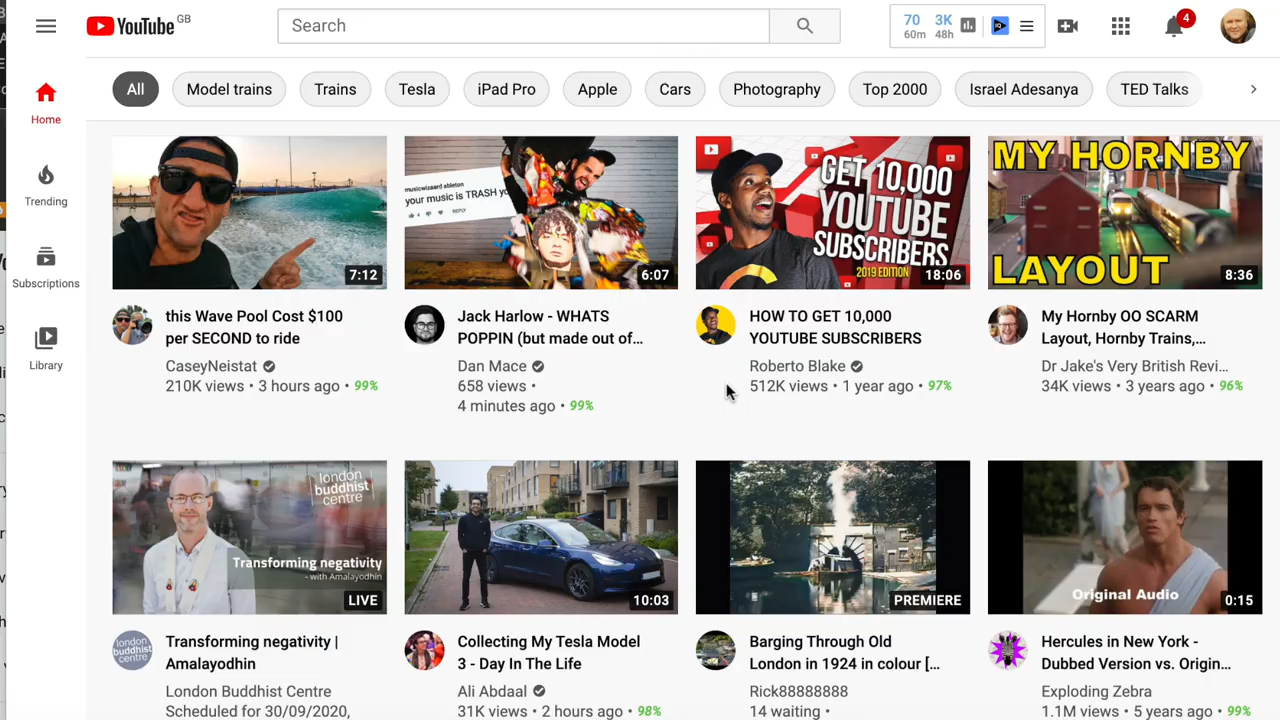 YouTube GB
Search
70 3K
60m 48h
IQ
4
All Model trains Trains Tesla iPad Pro Apple Cars Photography Top 2000 Israel Adesanya TED Talks
Home
Trending
Subscriptions
Library
7:12
this Wave Pool Cost $100
per SECOND to ride
CaseyNeistat
210K views • 3 hours ago • 99%
musicwizaard ableton
your music is TRASH yo
4 REPLY
6:07
Jack Harlow - WHATS
POPPIN (but made out of...
Dan Mace
658 views •
4 minutes ago • 99%
GET 10,000
YOUTUBE
SUBSCRIBERS
2019 EDITION
18:06
HOW TO GET 10,000
YOUTUBE SUBSCRIBERS
Roberto Blake
512K views • 1 year ago • 97%
MY HORNBY
LAYOUT
8:36
My Hornby OO SCARM
Layout, Hornby Trains,...
Dr Jake's Very British Revi...
34K views • 3 years ago • 96%
london
buddhist
centre
Transforming negativity
- with Amalayodhin
LIVE
london
buddhist
centre
Transforming negativity |
Amalayodhin
London Buddhist Centre
Scheduled for 30/09/2020,
10:03
Collecting My Tesla Model
3 - Day In The Life
Ali Abdaal
31K views • 2 hours ago • 98%
PREMIERE
Barging Through Old
London in 1924 in colour [...
Rick88888888
14 waiting •
Original Audio
0:15
Hercules in New York -
Dubbed Version vs. Origin...
Exploding Zebra
1.1M views • 5 years ago • 99%